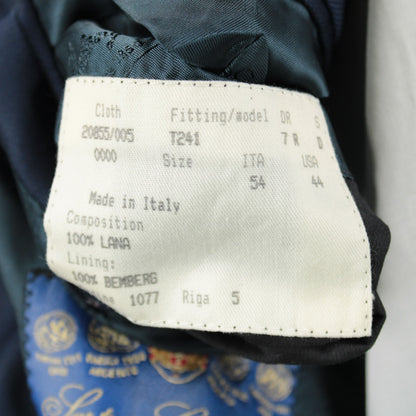 Cloth Fitting/model DR S
20855/005 T241 7 R D
0000 Size ITA USA
54 44
Made in Italy
Composition
100% LANA
Lining:
100% BEMBERG
1077 Riga 5